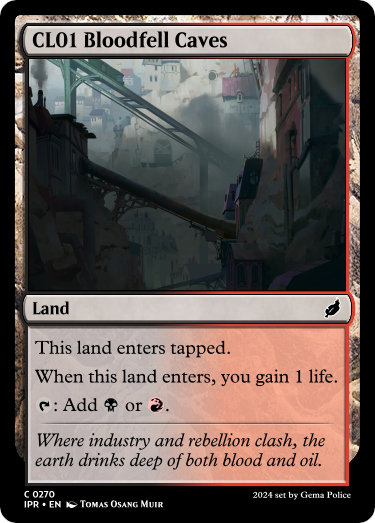 CL01 Bloodfell Caves
Land
This land enters tapped.
When this land enters, you gain 1 life.
: Add or .
Where industry and rebellion clash, the
earth drinks deep of both blood and oil.
C 0270
IPR • EN Tomas Osang Muir
2024 set by Gema Police